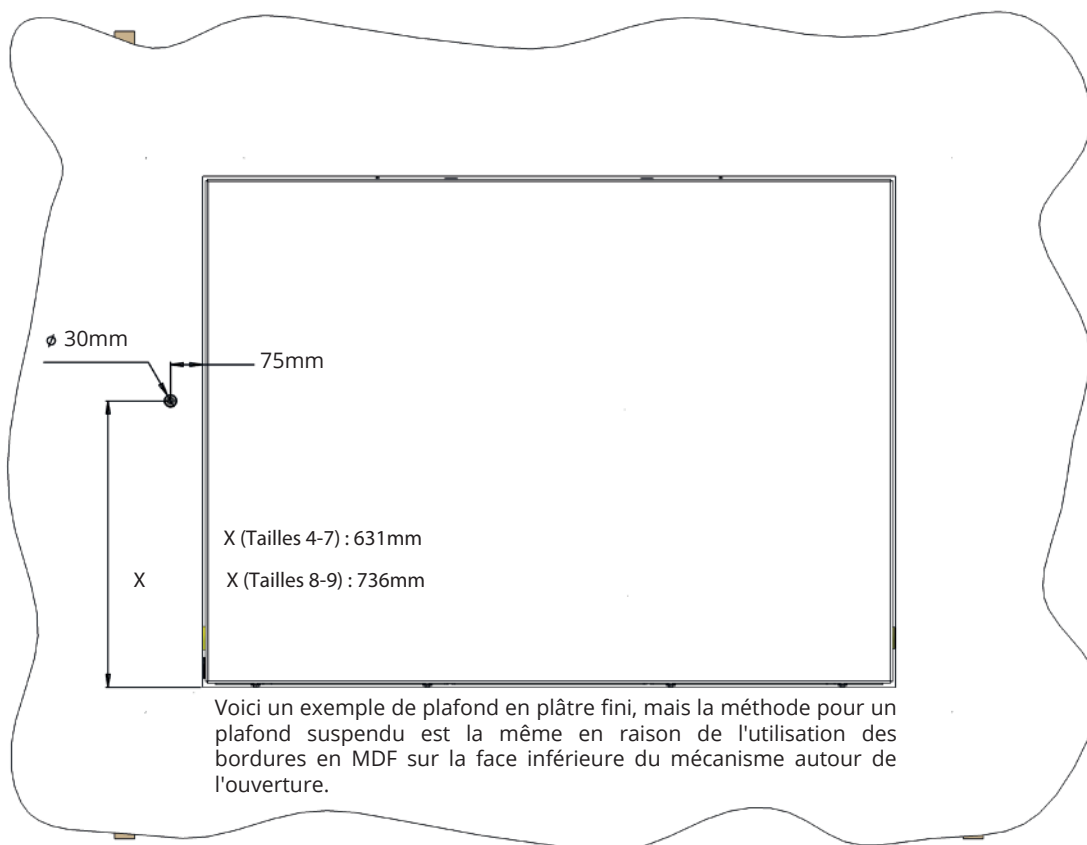 ø 30mm
75mm
X (Tailles 4-7) : 631mm
X
X (Tailles 8-9) : 736mm
Voici un exemple de plafond en plâtre fini, mais la méthode pour un
plafond suspendu est la même en raison de l'utilisation des
bordures en MDF sur la face inférieure du mécanisme autour de
l'ouverture.